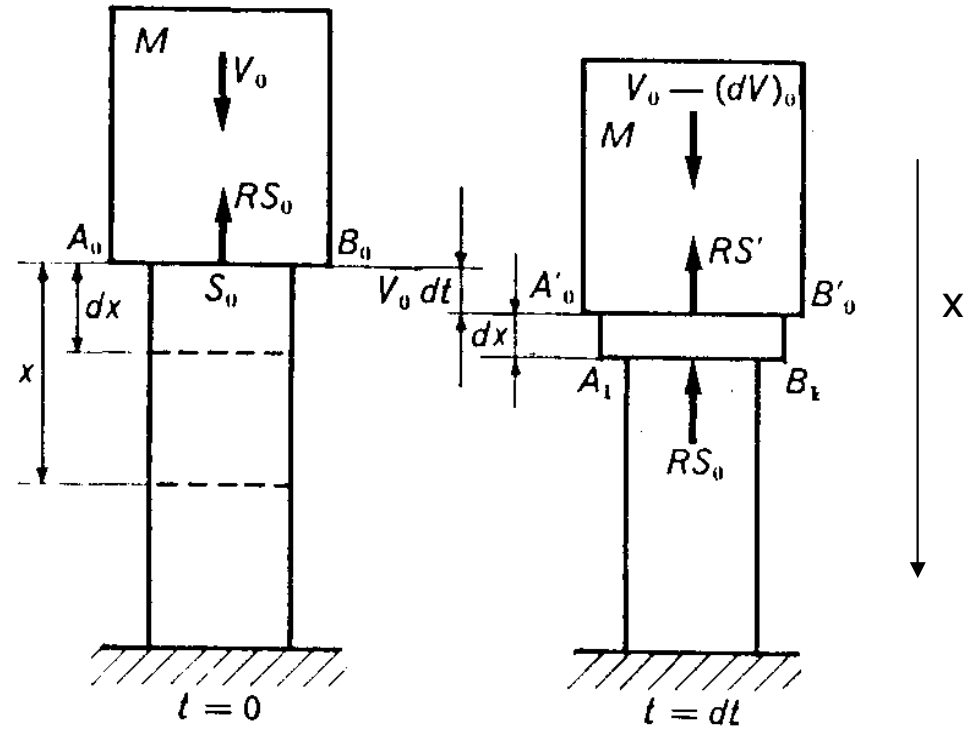 M
V₀
RS₀
A₀
B₀
S₀
dx
x
t = 0
V₀ dt
dx
V₀ — (dV)₀
M
RS'
A'₀
B'₀
A₁
B₁
RS₀
t = dt
X